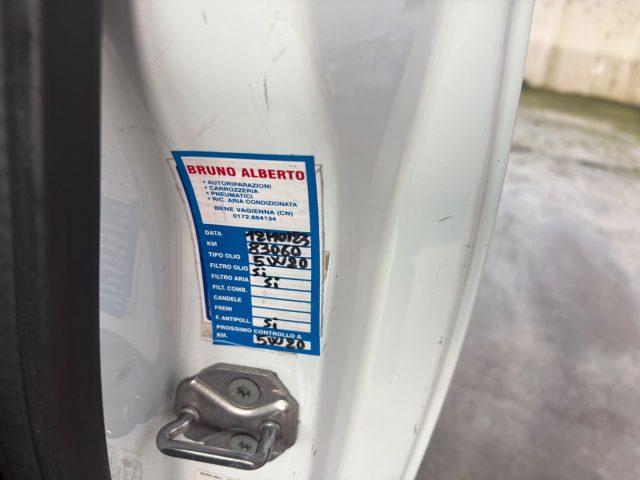 BRUNO ALBERTO
• AUTORIPARAZIONI
• CARROZZERIA
• PNEUMATICI
• RIC. ARIA CONDIZIONATA
BENE VAGIENNA (CN)
0172.654134
DATA
KM 83060
TIPO OLIO 5W20
FILTRO OLIO Si
FILTRO ARIA Si
FILT. COMB.
CANDELE
FRENI
F. ANTIPOLL. Si
PROSSIMO CONTROLLO A
KM. 5W20